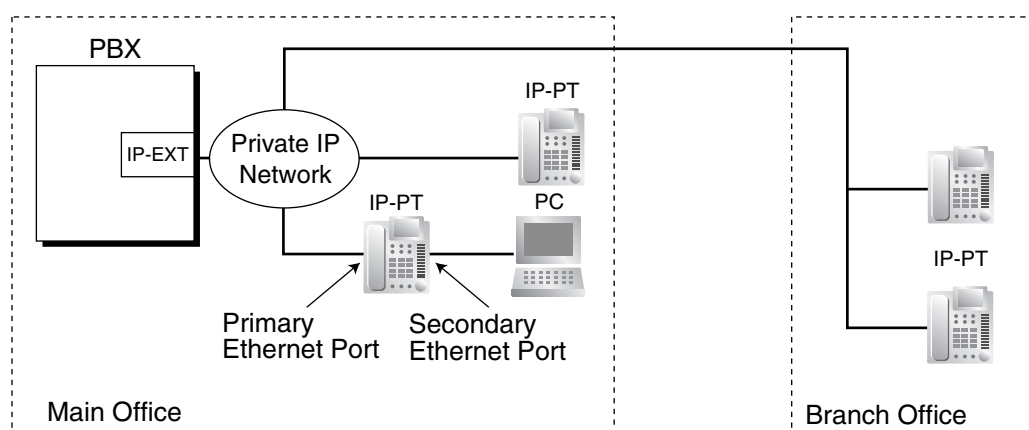 PBX
IP-EXT
Private IP
Network
IP-PT
IP-PT
PC
Primary
Ethernet Port
Secondary
Ethernet Port
Main Office
IP-PT
Branch Office